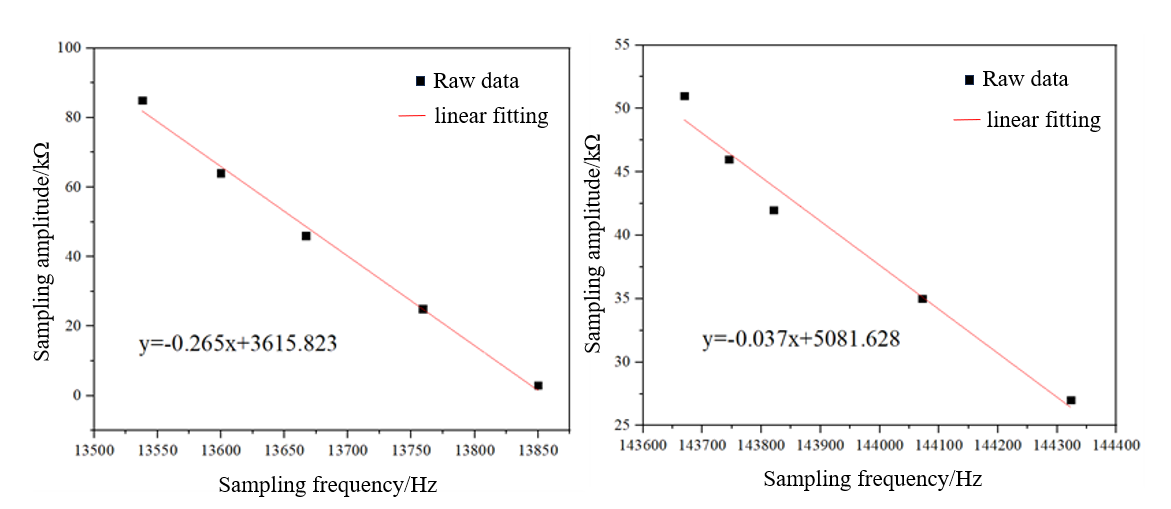 100
80
60
40
20
0
13500 13550 13600 13650 13700 13750 13800 13850
Sampling amplitude/kΩ
Sampling frequency/Hz
Raw data
linear fitting
y=-0.265x+3615.823
55
50
45
40
35
30
25
143600 143700 143800 143900 144000 144100 144200 144300 144400
Sampling amplitude/kΩ
Sampling frequency/Hz
Raw data
linear fitting
y=-0.037x+5081.628